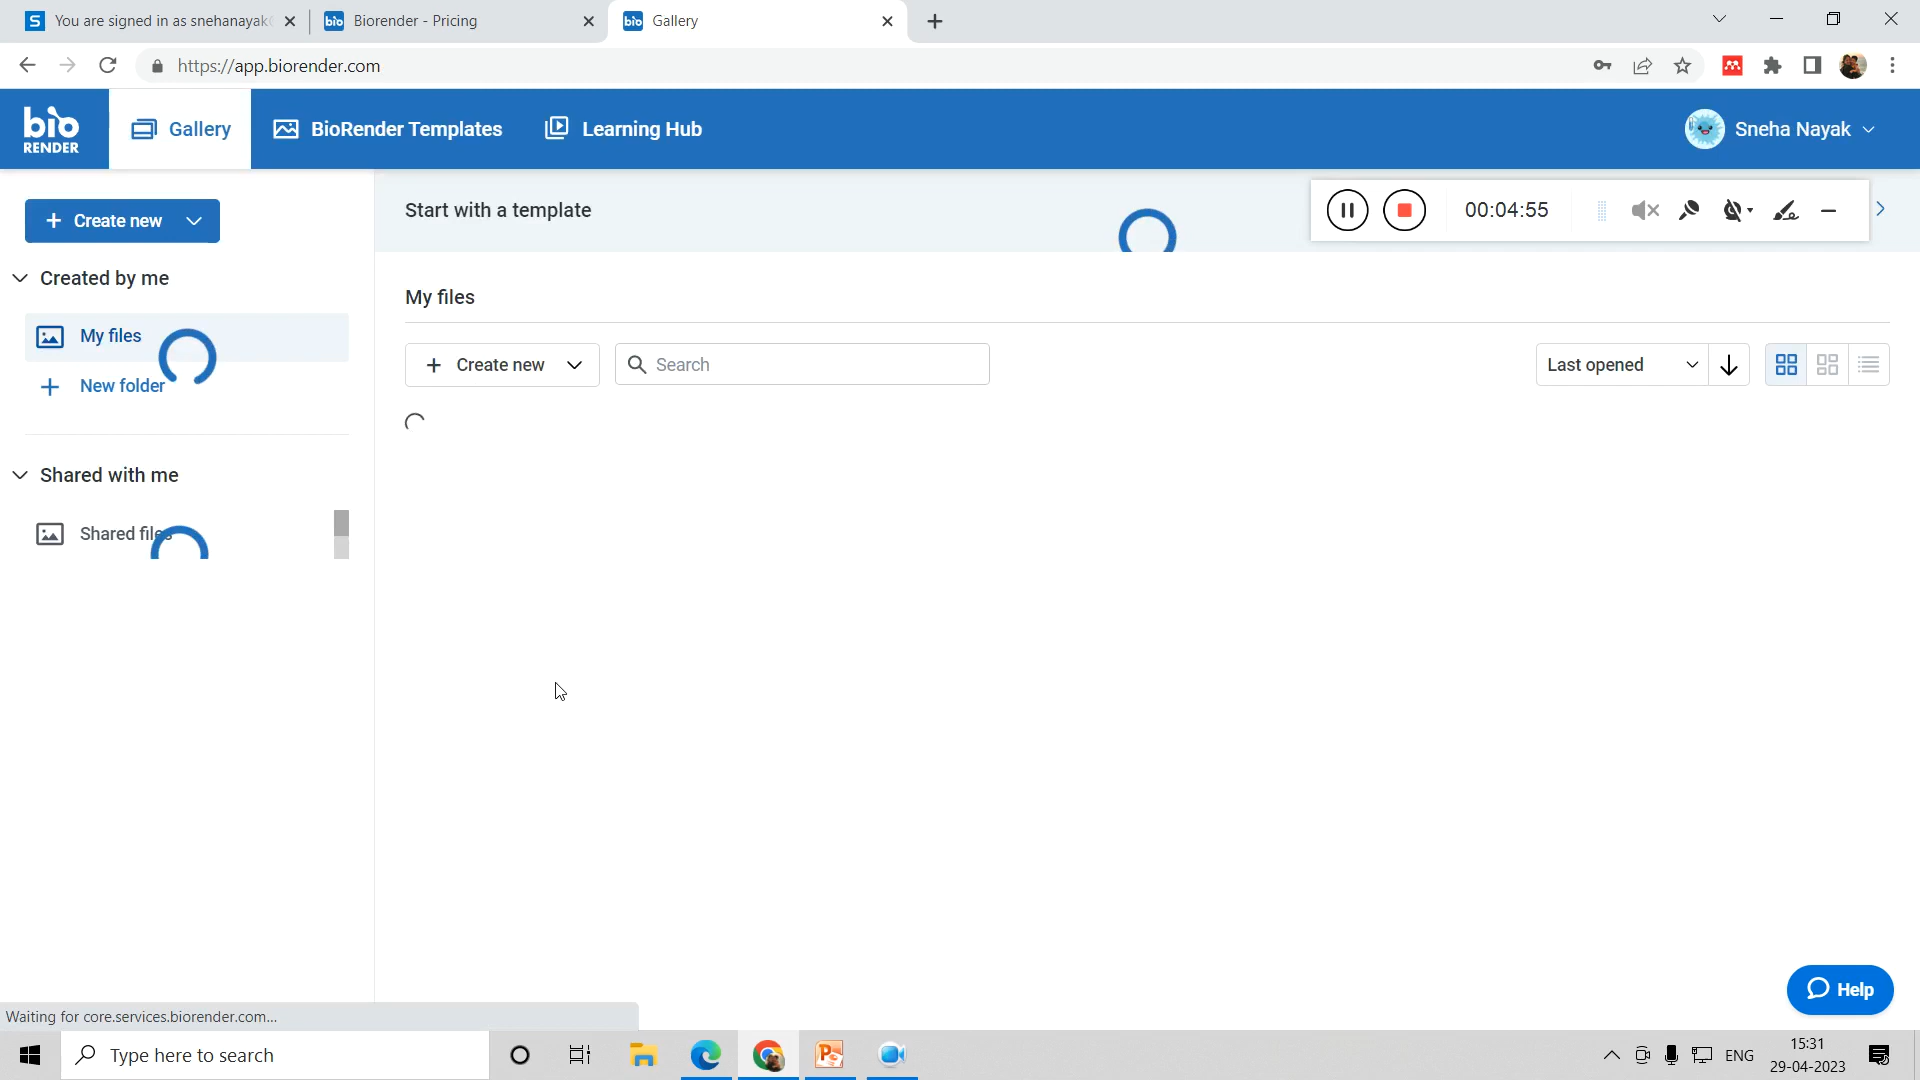 You are signed in as snehanayak
Biorender - Pricing
Gallery
https://app.biorender.com
bio
RENDER
Gallery
BioRender Templates
Learning Hub
Sneha Nayak
Create new
Start with a template
00:04:55
Created by me
My files
My files
New folder
Create new
Search
Last opened
Shared with me
Shared files
Help
Waiting for core.services.biorender.com...
Type here to search
ENG
15:31
29-04-2023